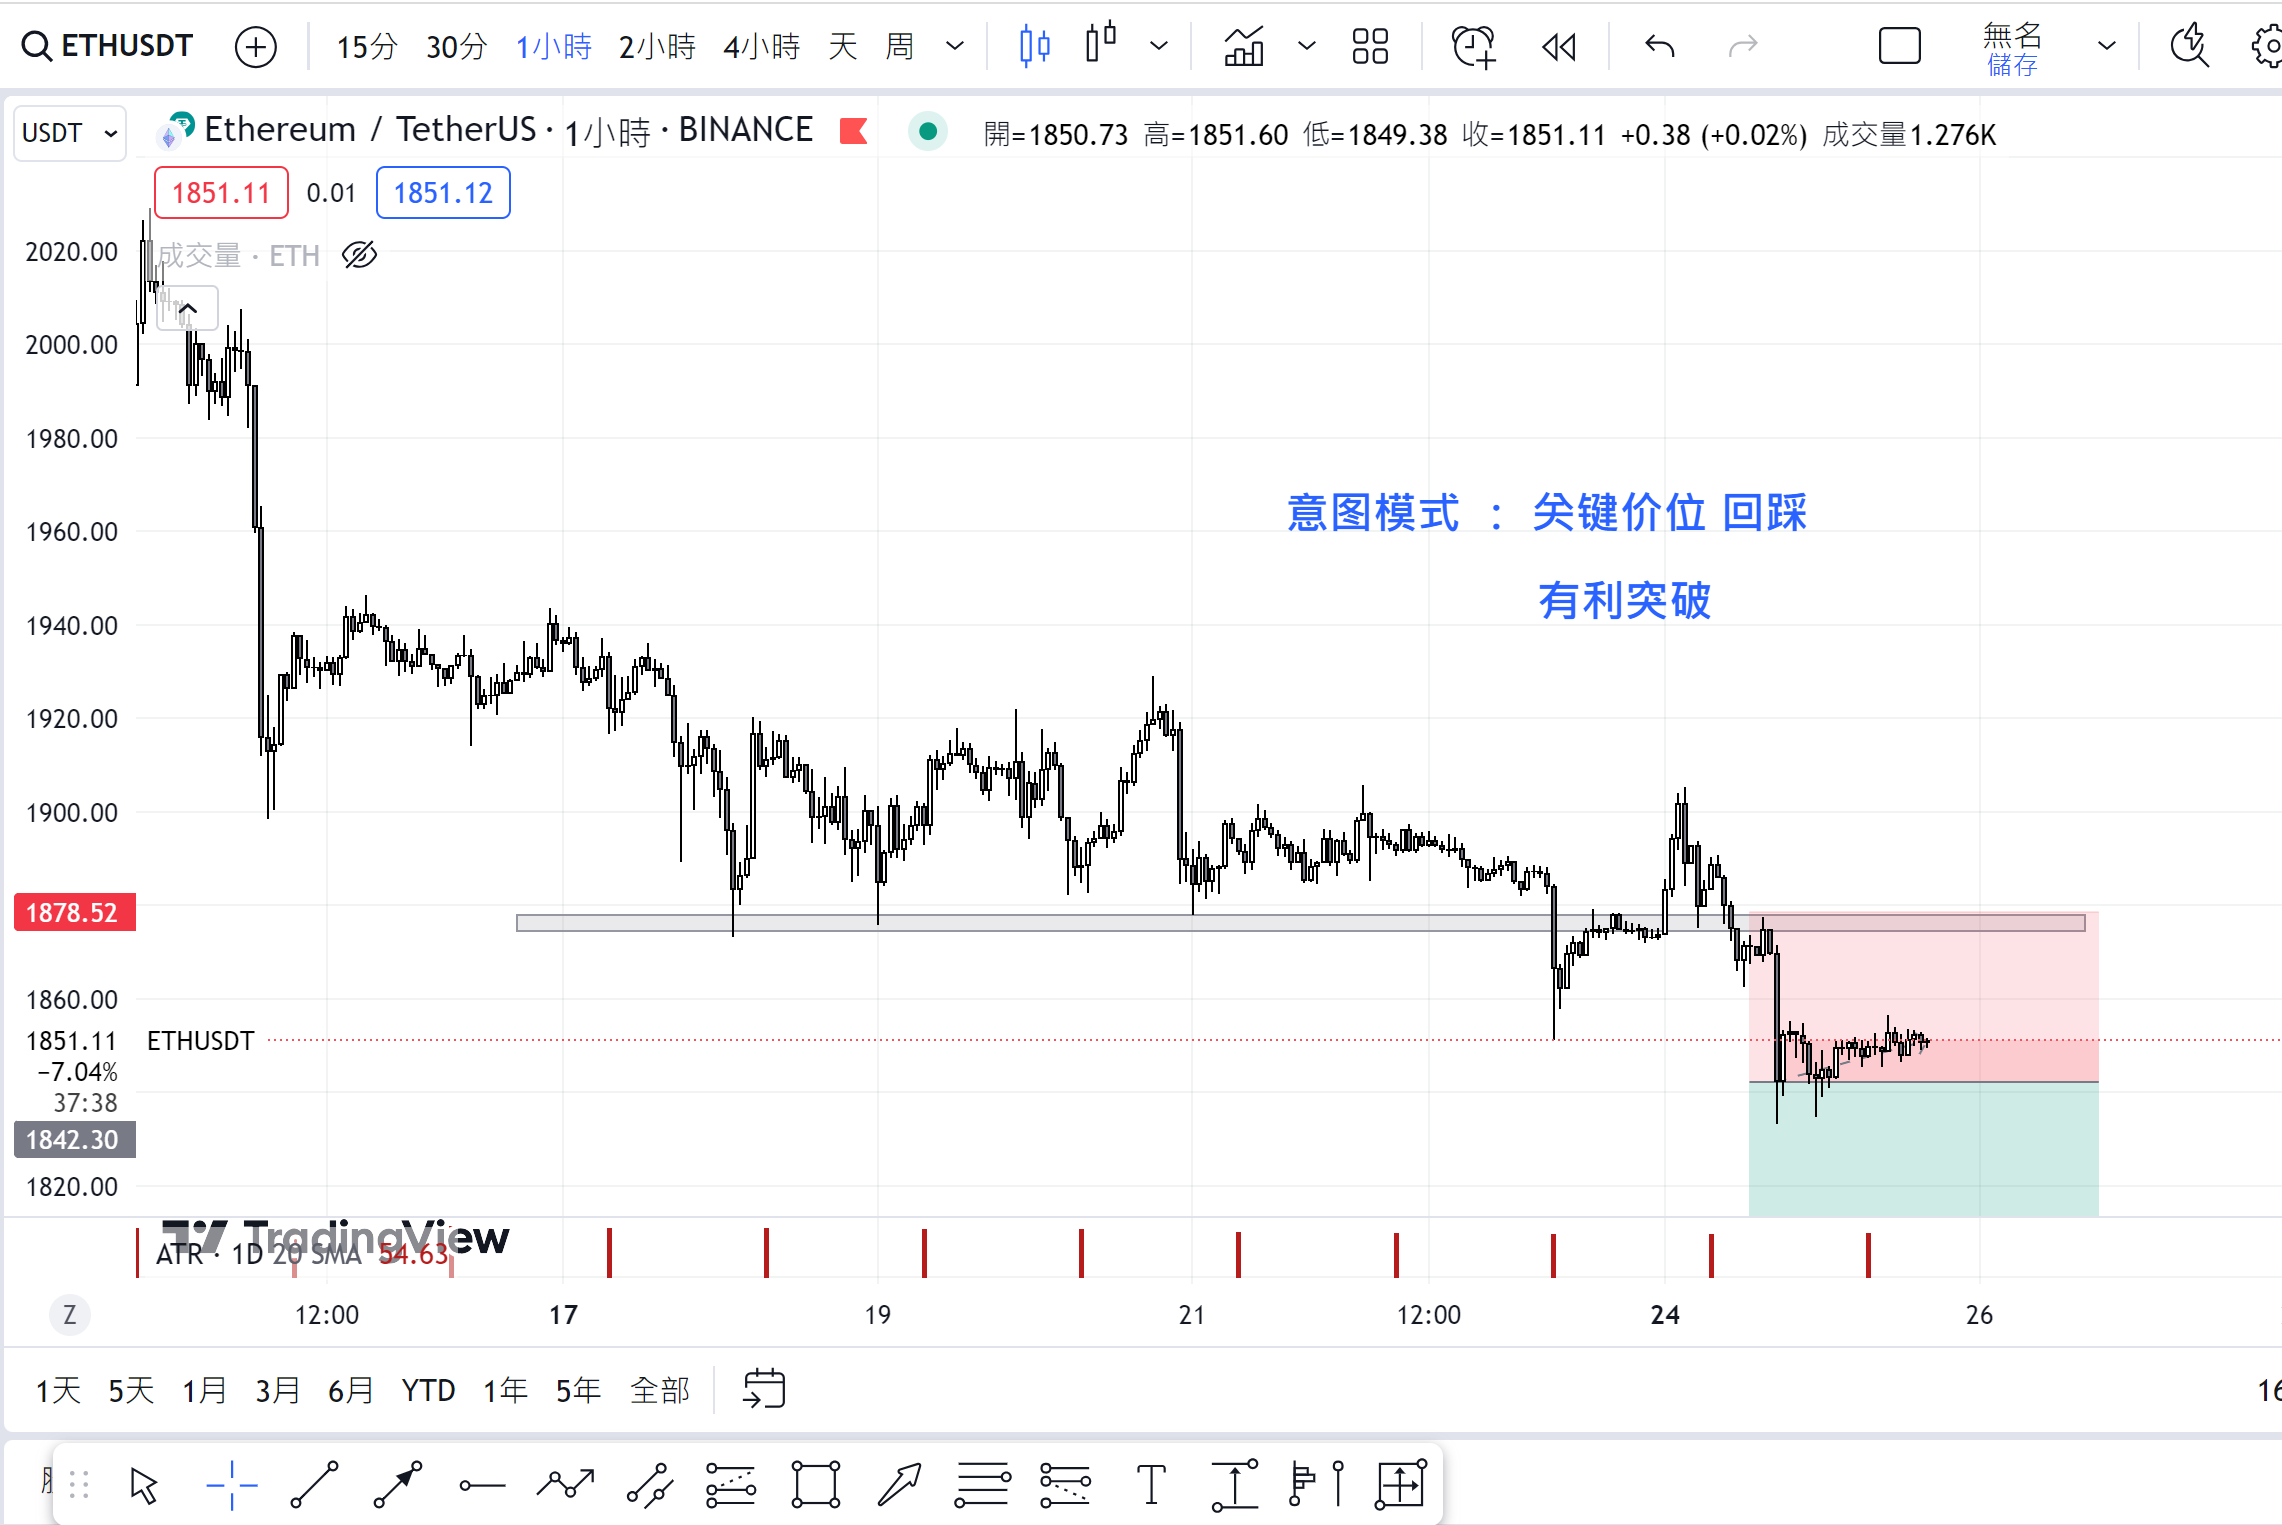 ETHUSDT 15分 30分 1小時 2小時 4小時 天 周 無名
儲存
USDT Ethereum / TetherUS · 1小時 · BINANCE 開=1850.73 高=1851.60 低=1849.38 收=1851.11 +0.38 (+0.02%) 成交量1.276K
1851.11 0.01 1851.12
成交量 · ETH
2020.00
2000.00
1980.00
1960.00
意图模式 ： 关键价位 回踩
有利突破
1940.00
1920.00
1900.00
1878.52
1860.00
1851.11 ETHUSDT
−7.04%
37:38
1842.30
1820.00
TradingView
ATR · 1D 20 SMA 54.63
Z 12:00 17 19 21 12:00 24 26
1天 5天 1月 3月 6月 YTD 1年 5年 全部 16